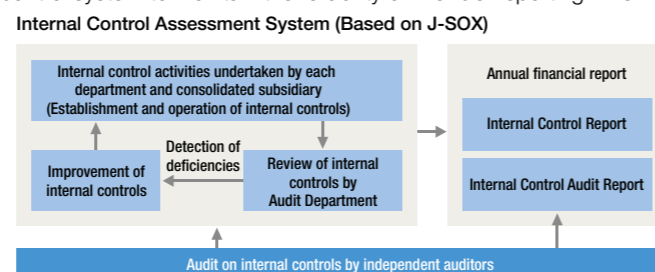 Internal Control Assessment System (Based on J-SOX)
Internal control activities undertaken by each
department and consolidated subsidiary
(Establishment and operation of internal controls)
Annual financial report
Internal Control Report
Detection of
deficiencies
Improvement of
internal controls
Review of internal
controls by
Audit Department
Internal Control Audit Report
Audit on internal controls by independent auditors